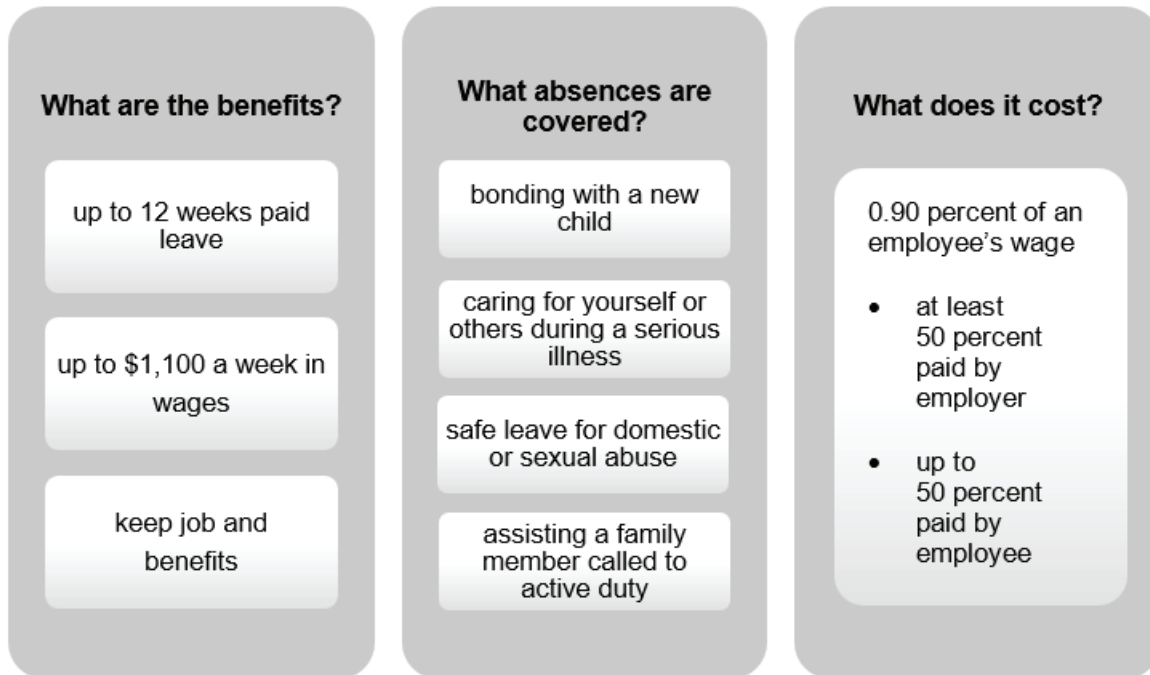 What are the benefits?
up to 12 weeks paid
leave
up to $1,100 a week in
wages
keep job and
benefits
What absences are
covered?
bonding with a new
child
caring for yourself or
others during a serious
illness
safe leave for domestic
or sexual abuse
assisting a family
member called to
active duty
What does it cost?
0.90 percent of an
employee’s wage
• at least
50 percent
paid by
employer
• up to
50 percent
paid by
employee